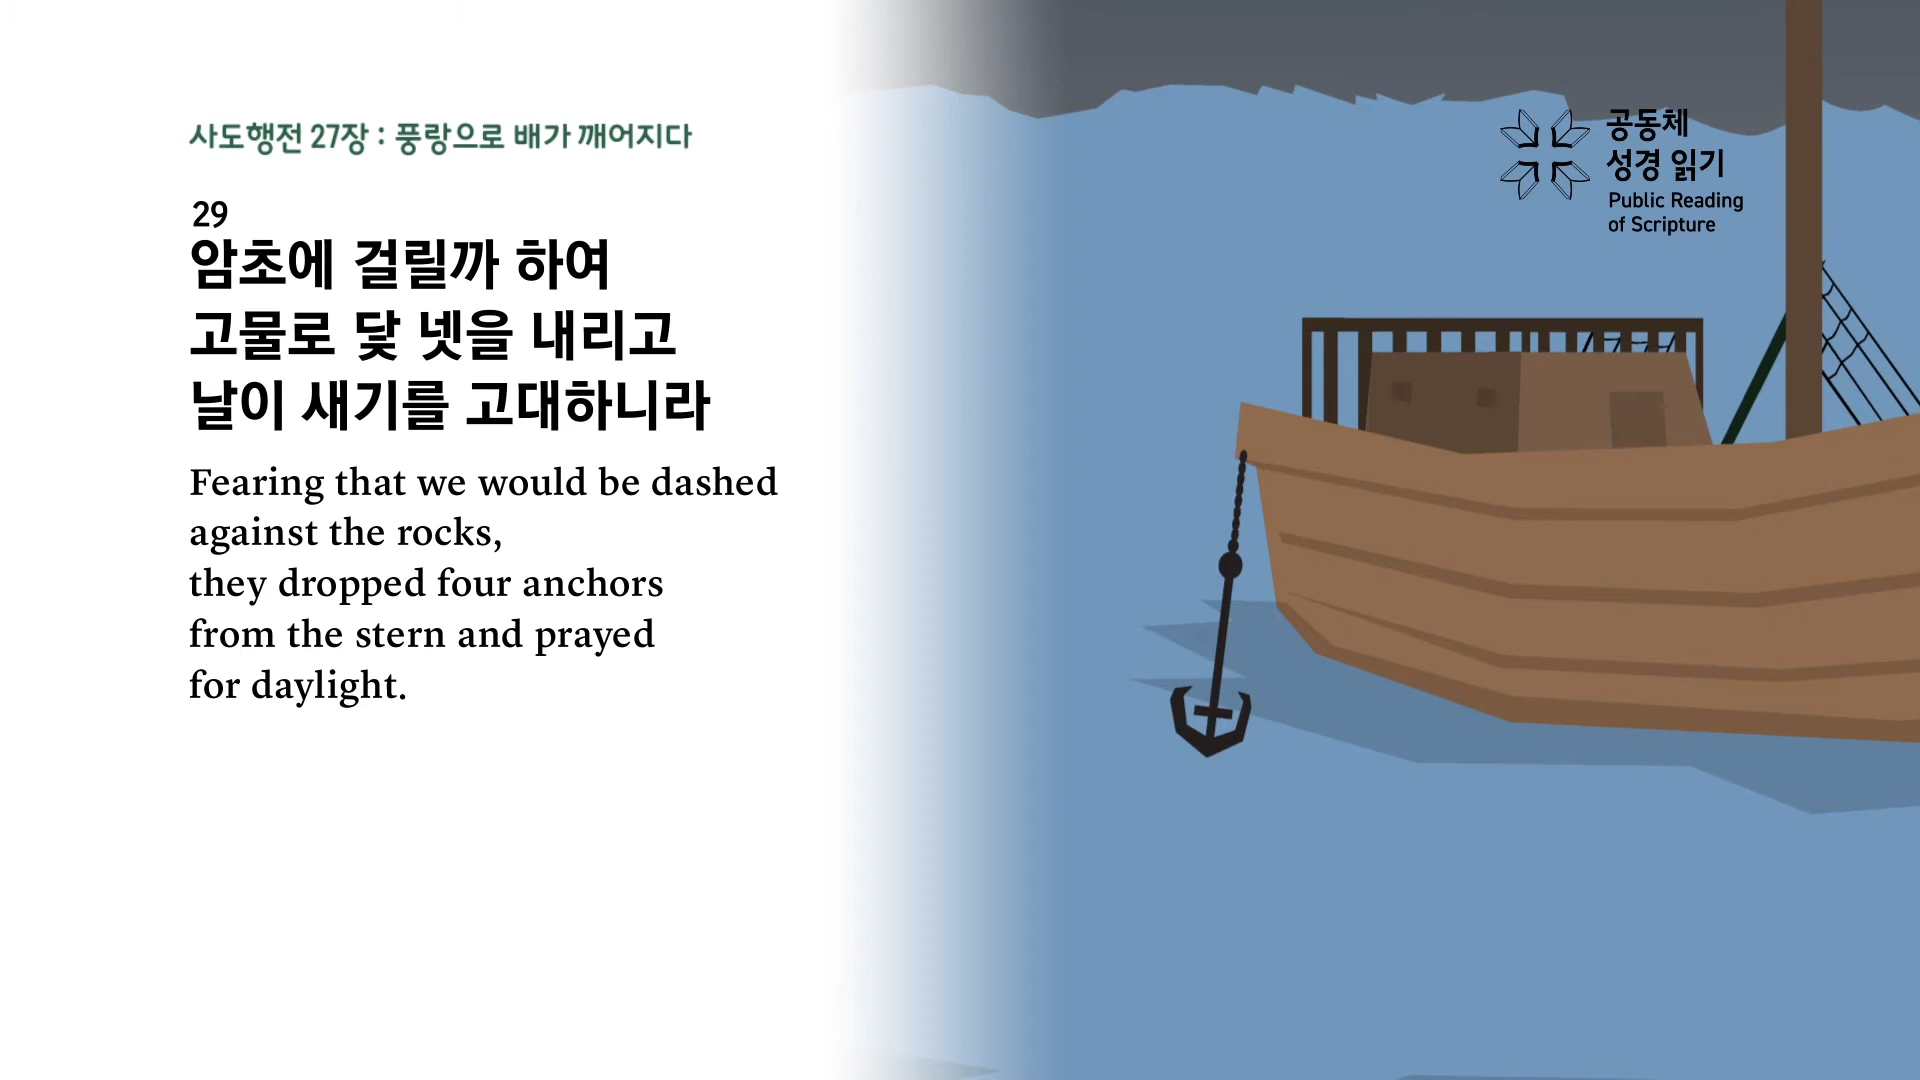 사도행전 27장 : 풍랑으로 배가 깨어지다
29
암초에 걸릴까 하여
고물로 닻 넷을 내리고
날이 새기를 고대하니라
Fearing that we would be dashed
against the rocks,
they dropped four anchors
from the stern and prayed
for daylight.
공동체
성경 읽기
Public Reading
of Scripture